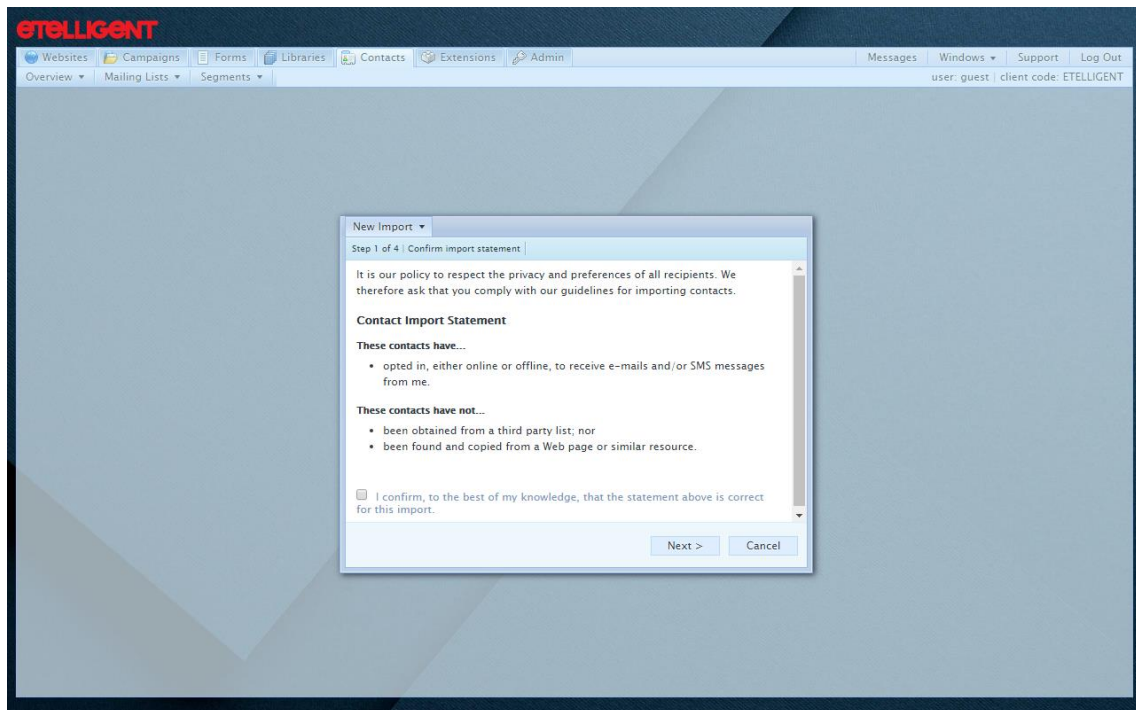 eTELLIGENT
Websites Campaigns Forms Libraries Contacts Extensions Admin Messages Windows Support Log Out
Overview Mailing Lists Segments user: guest | client code: ETELLIGENT
New Import
Step 1 of 4 | Confirm import statement
It is our policy to respect the privacy and preferences of all recipients. We
therefore ask that you comply with our guidelines for importing contacts.
Contact Import Statement
These contacts have...
• opted in, either online or offline, to receive e-mails and/or SMS messages
from me.
These contacts have not...
• been obtained from a third party list; nor
• been found and copied from a Web page or similar resource.
I confirm, to the best of my knowledge, that the statement above is correct
for this import.
Next > Cancel